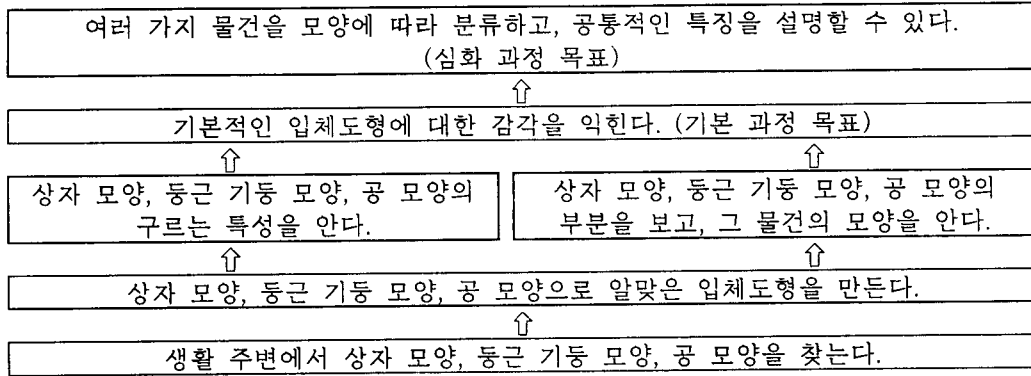 여러 가지 물건을 모양에 따라 분류하고, 공통적인 특징을 설명할 수 있다.
(심화 과정 목표)
기본적인 입체도형에 대한 감각을 익힌다. (기본 과정 목표)
상자 모양, 둥근 기둥 모양, 공 모양의
구르는 특성을 안다.
상자 모양, 둥근 기둥 모양, 공 모양의
부분을 보고, 그 물건의 모양을 안다.
상자 모양, 둥근 기둥 모양, 공 모양으로 알맞은 입체도형을 만든다.
생활 주변에서 상자 모양, 둥근 기둥 모양, 공 모양을 찾는다.